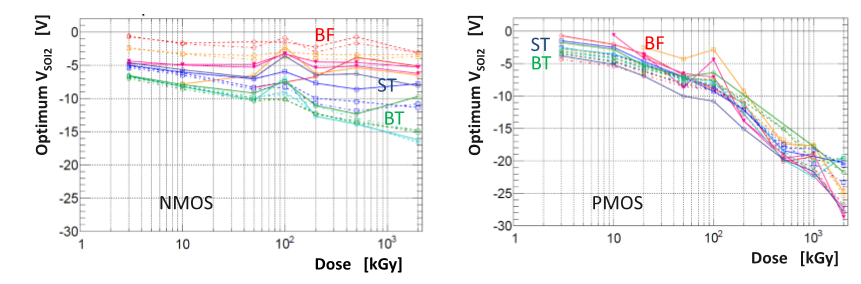 Optimum V_SOI2 [V]
0
-5
-10
-15
-20
-25
-30
BF
ST
BT
NMOS
1
10
10²
10³
Dose [kGy]
Optimum V_SOI2 [V]
0
-5
-10
-15
-20
-25
-30
ST
BT
BF
PMOS
1
10
10²
10³
Dose [kGy]